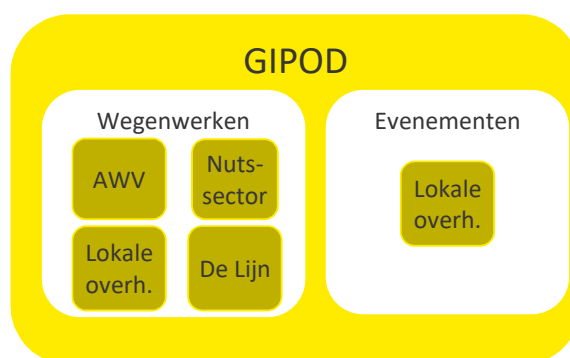 GIPOD
Wegenwerken
AWV
Nuts-
sector
Lokale
overh.
De Lijn
Evenementen
Lokale
overh.